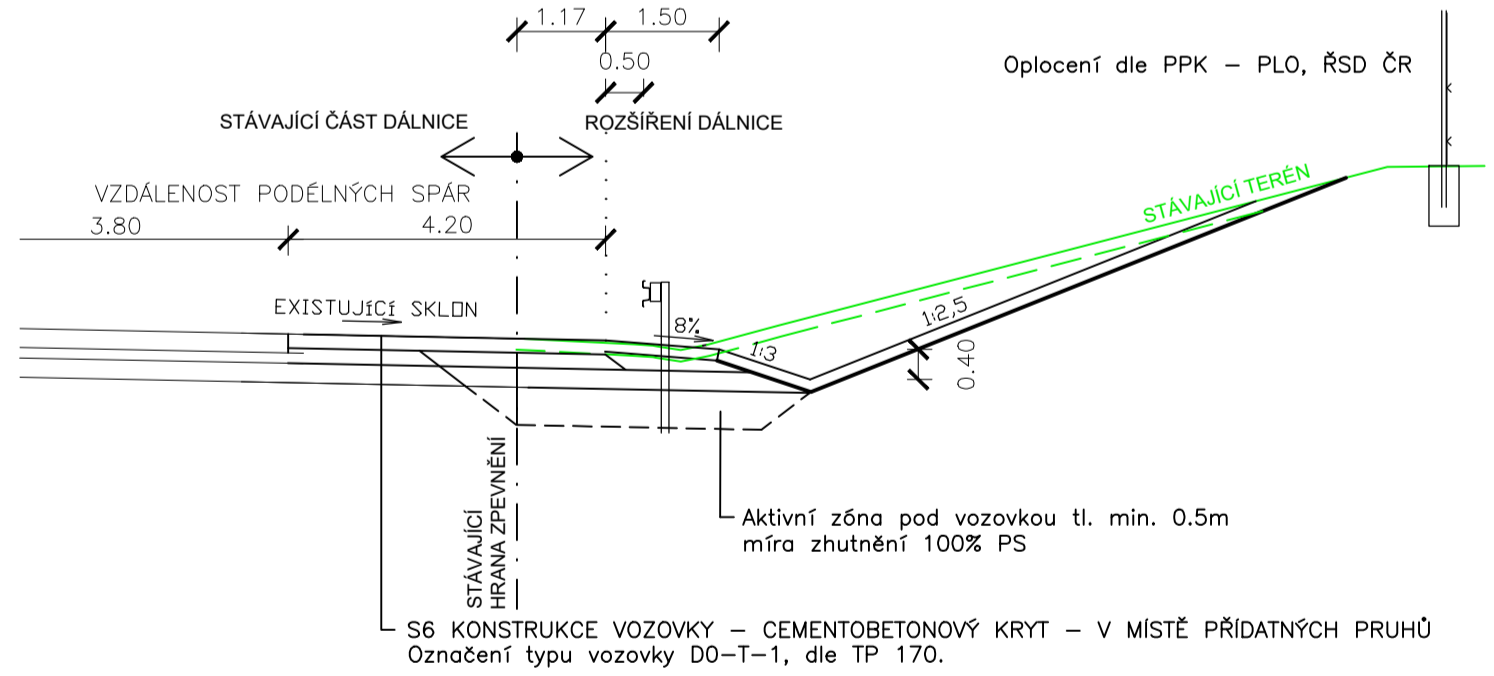 1.17
1.50
0.50
Oplocení dle PPK – PLO, ŘSD ČR
STÁVAJÍCÍ ČÁST DÁLNICE
ROZŠÍŘENÍ DÁLNICE
VZDÁLENOST PODÉLNÝCH SPÁR
3.80
4.20
STÁVAJÍCÍ TERÉN
EXISTUJÍCÍ SKLON
8%
1:3
1:2,5
0.40
STÁVAJÍCÍ
HRANA ZPEVNĚNÍ
Aktivní zóna pod vozovkou tl. min. 0.5m
míra zhutnění 100% PS
S6 KONSTRUKCE VOZOVKY – CEMENTOBETONOVÝ KRYT – V MÍSTĚ PŘÍDATNÝCH PRUHŮ
Označení typu vozovky D0–T–1, dle TP 170.